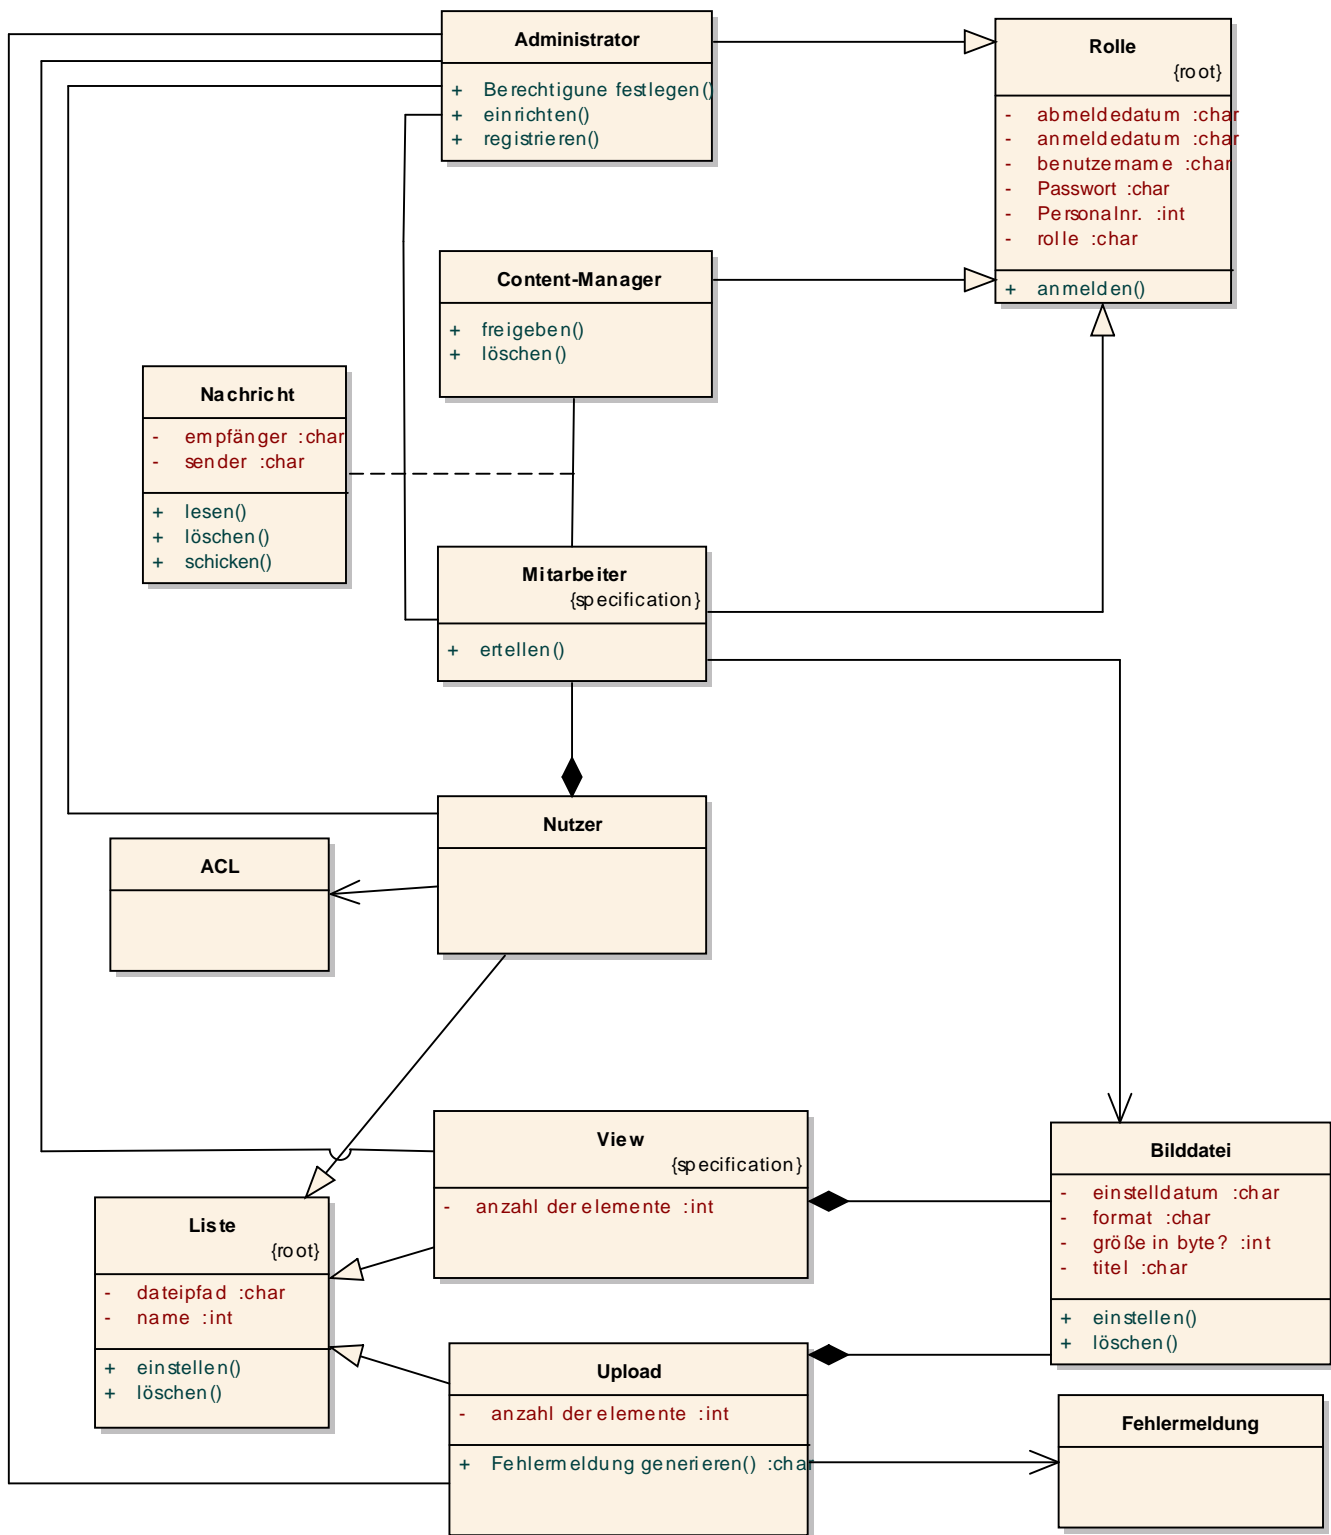 Administrator
+ Berechtigune festlegen()
+ einrichten()
+ registrieren()
Rolle
{root}
- abmeldedatum :char
- anmeldedatum :char
- benutzername :char
- Passwort :char
- Personalnr. :int
- rolle :char
+ anmelden()
Content-Manager
+ freigeben()
+ löschen()
Nachricht
- empfänger :char
- sender :char
+ lesen()
+ löschen()
+ schicken()
Mitarbeiter
{specification}
+ ertellen()
Nutzer
ACL
View
{specification}
- anzahl der elemente :int
Bilddatei
- einstelldatum :char
- format :char
- größe in byte? :int
- titel :char
+ einstellen()
+ löschen()
Liste
{root}
- dateipfad :char
- name :int
+ einstellen()
+ löschen()
Upload
- anzahl der elemente :int
+ Fehlermeldung generieren() :char
Fehlermeldung